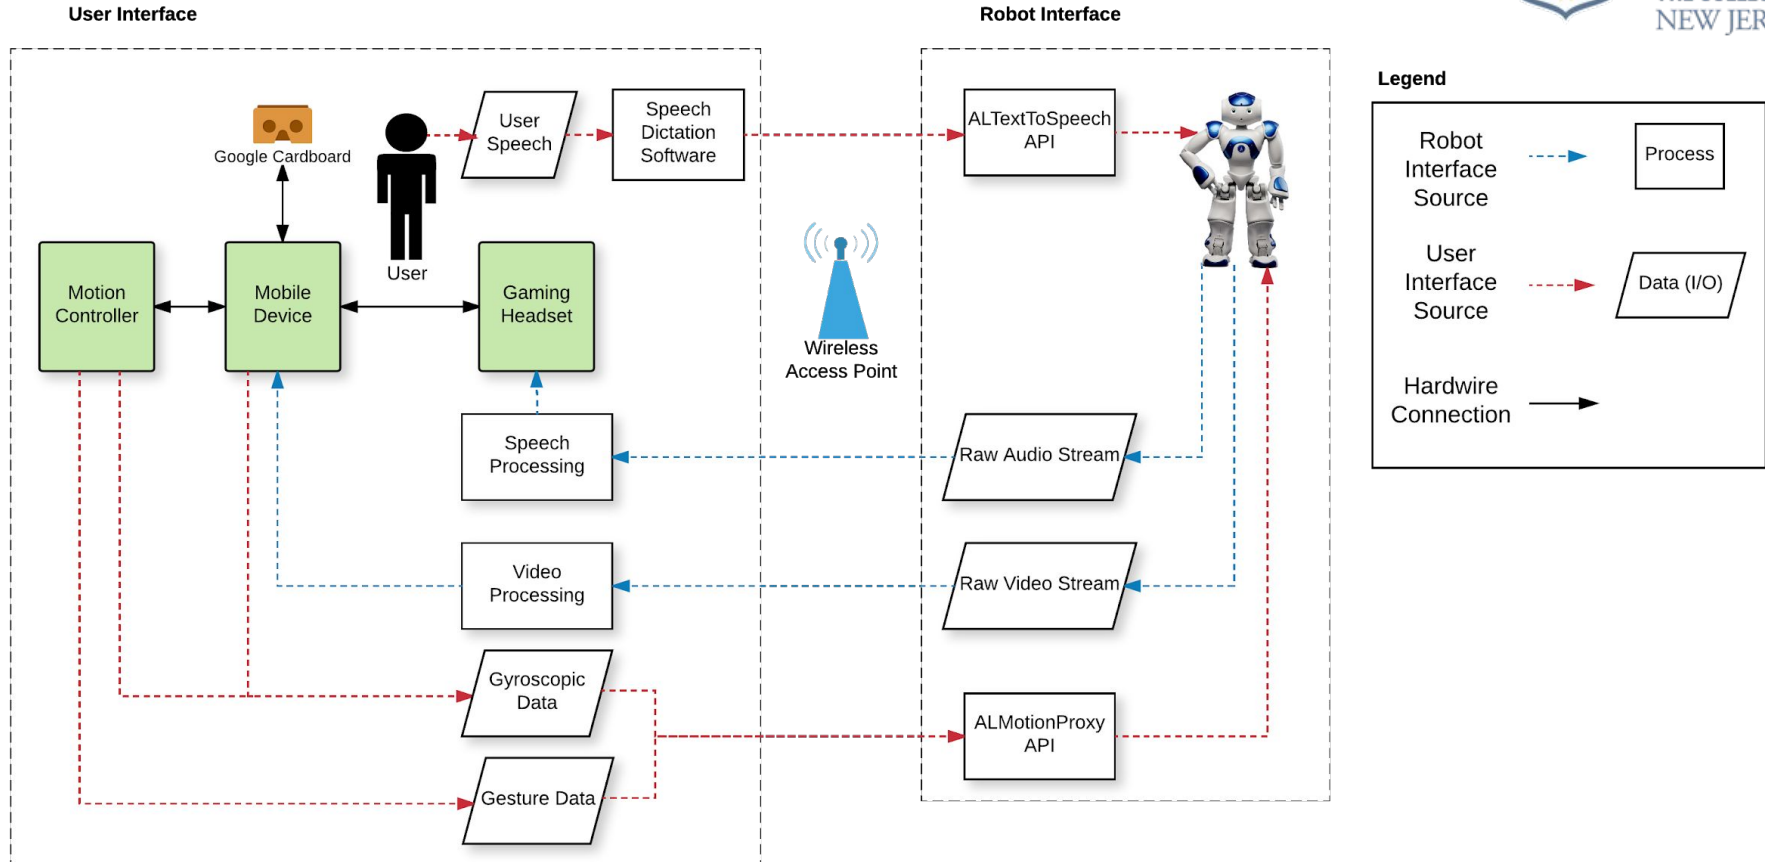 User Interface
Robot Interface
NEW JER
Legend
User
Speech
Speech
Dictation
Software
ALTextToSpeech
API
Google Cardboard
User
Motion
Controller
Mobile
Device
Gaming
Headset
Wireless
Access Point
Speech
Processing
Raw Audio Stream
Video
Processing
Raw Video Stream
Gyroscopic
Data
Gesture Data
ALMotionProxy
API
Robot
Interface
Source
Process
User
Interface
Source
Data (I/O)
Hardwire
Connection